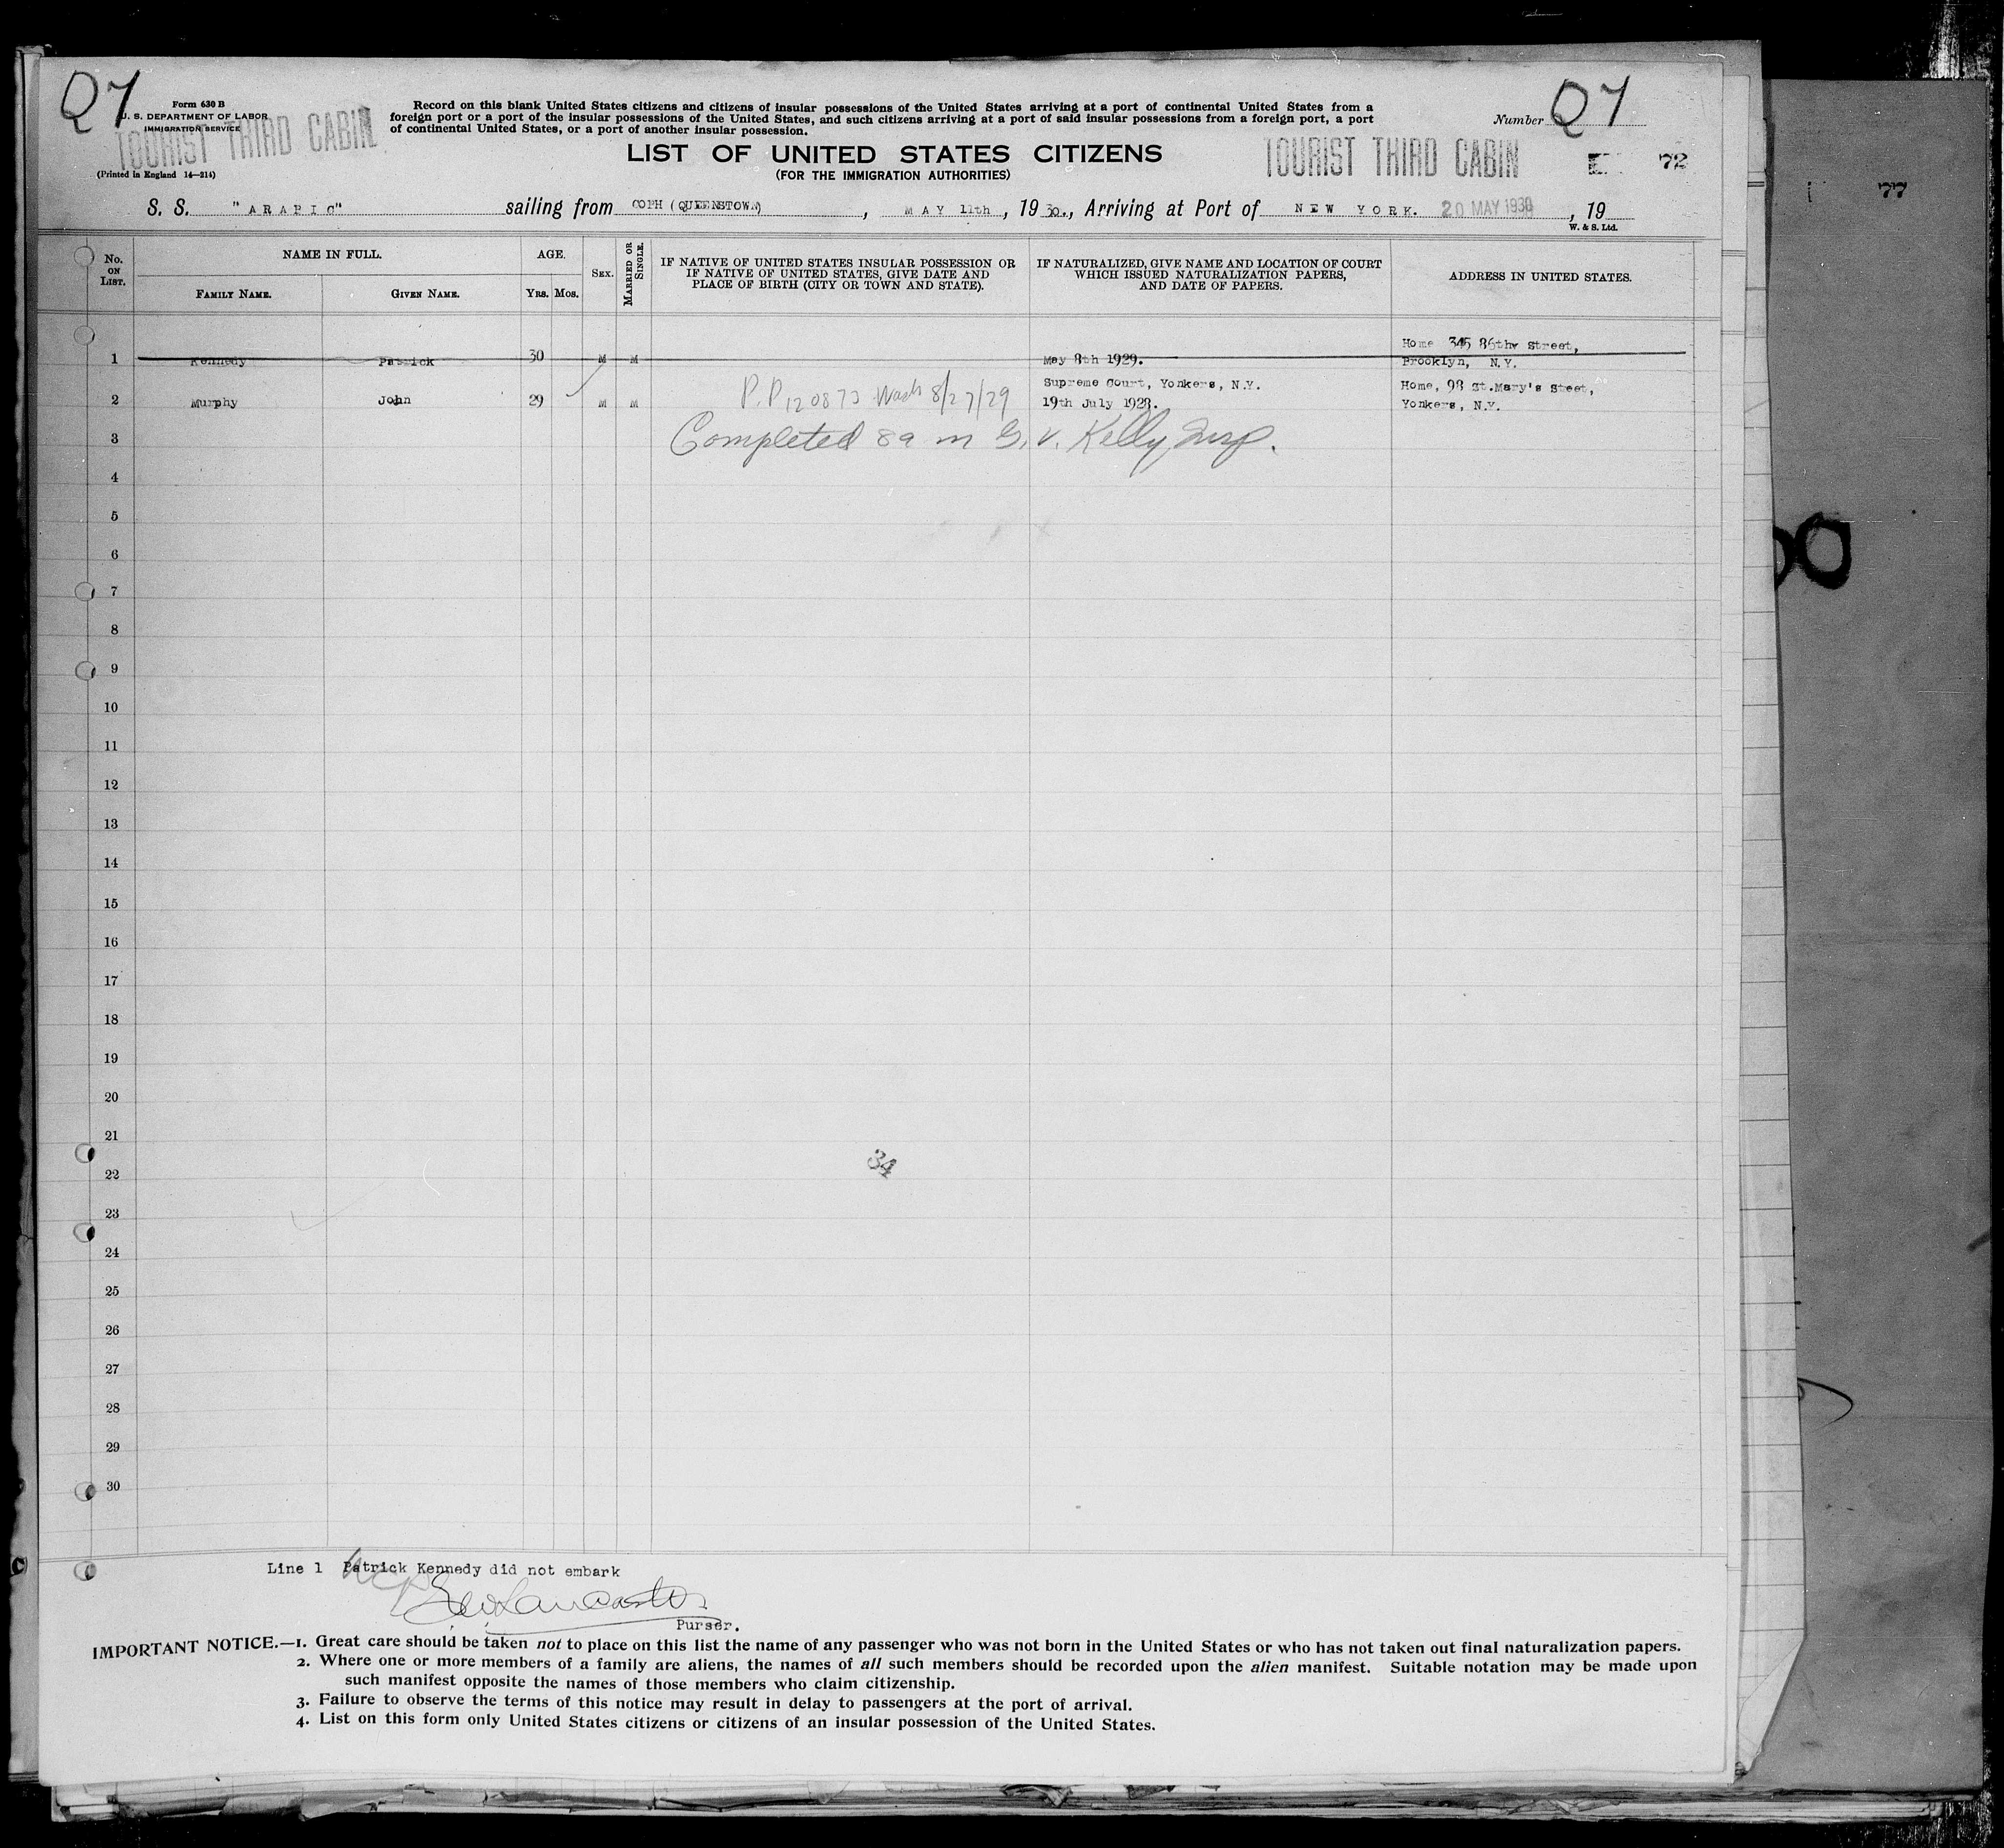 Q7
Form 630 B
U. S. DEPARTMENT OF LABOR
IMMIGRATION SERVICE
TOURIST THIRD CABIN
(Printed in England 14—214)
Record on this blank United States citizens and citizens of insular possessions of the United States arriving at a port of continental United States from a
foreign port or a port of the insular possessions of the United States, and such citizens arriving at a port of said insular possessions from a foreign port, a port
of continental United States, or a port of another insular possession.
Number Q7
LIST OF UNITED STATES CITIZENS
(FOR THE IMMIGRATION AUTHORITIES)
TOURIST THIRD CABIN
72
77
S. S. "ARABIC" sailing from COBH (QUEENSTOWN), MAY 11th, 1930., Arriving at Port of NEW YORK. 20 MAY 1930, 19
W. & S. Ltd.
No. ON LIST.
NAME IN FULL.
FAMILY NAME.
GIVEN NAME.
AGE.
YRS. MOS.
SEX.
MARRIED OR SINGLE.
IF NATIVE OF UNITED STATES INSULAR POSSESSION OR
IF NATIVE OF UNITED STATES, GIVE DATE AND
PLACE OF BIRTH (CITY OR TOWN AND STATE).
IF NATURALIZED, GIVE NAME AND LOCATION OF COURT
WHICH ISSUED NATURALIZATION PAPERS,
AND DATE OF PAPERS.
ADDRESS IN UNITED STATES.
Home 345 86thv Street,
1 Kennedy Patrick 30 M M May 8th 1929. Brooklyn, N.Y.
Supreme Court, Yonkers, N.Y. Home, 98 St.Mary's Steet,
2 Murphy John 29 M M P.P 120873 Wash 8/27/29 19th July 1928. Yonkers, N.Y.
3 Completed 8 a m G. V. Kelly Insp.
4
5
6
7
8
9
10
11
12
13
14
15
16
17
18
19
20
21
34
22
23
24
25
26
27
28
29
30
Line 1 Patrick Kennedy did not embark
Lancaster
Purser.
IMPORTANT NOTICE.—1. Great care should be taken not to place on this list the name of any passenger who was not born in the United States or who has not taken out final naturalization papers.
2. Where one or more members of a family are aliens, the names of all such members should be recorded upon the alien manifest. Suitable notation may be made upon
such manifest opposite the names of those members who claim citizenship.
3. Failure to observe the terms of this notice may result in delay to passengers at the port of arrival.
4. List on this form only United States citizens or citizens of an insular possession of the United States.